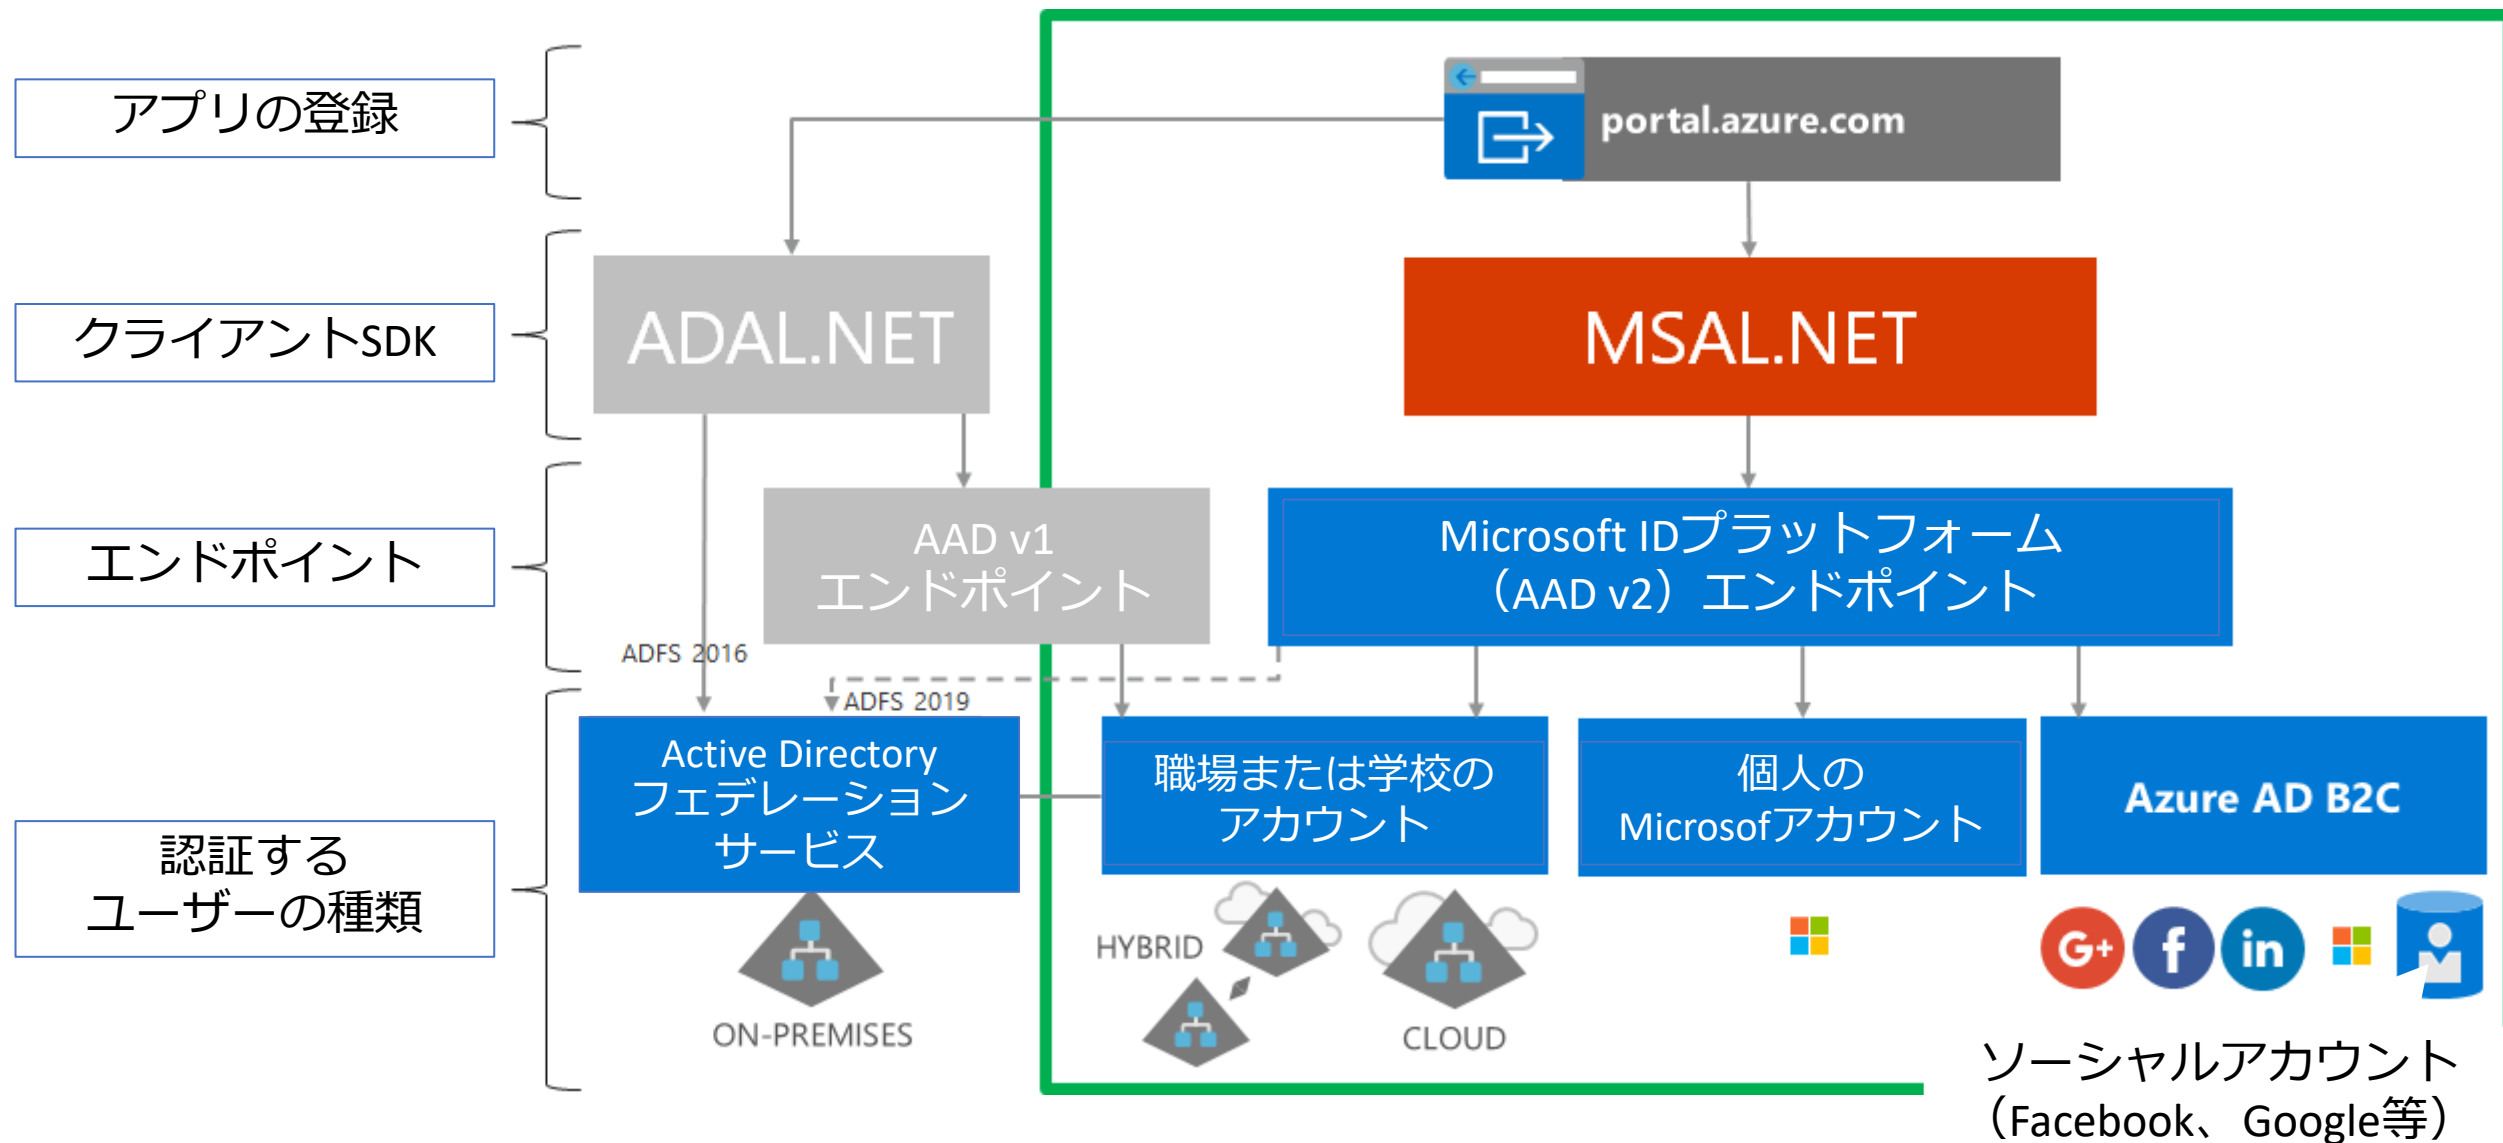 アプリの登録
portal.azure.com
クライアントSDK
ADAL.NET
MSAL.NET
エンドポイント
AAD v1
エンドポイント
Microsoft IDプラットフォーム
（AAD v2）エンドポイント
ADFS 2016
ADFS 2019
認証する
ユーザーの種類
Active Directory
フェデレーション
サービス
職場または学校の
アカウント
個人の
Microsofアカウント
Azure AD B2C
ON-PREMISES
HYBRID
CLOUD
G+
f
in
ソーシャルアカウント
（Facebook、Google等）